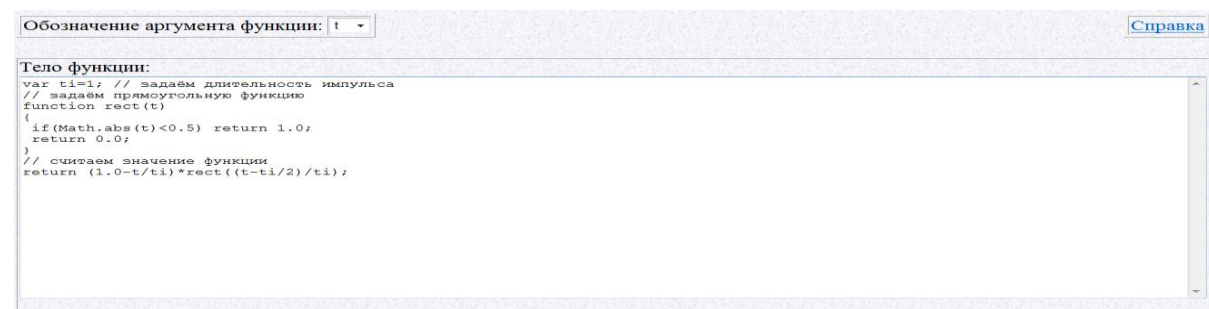 Обозначение аргумента функции: t
Справка
Тело функции:
var ti=1; // задаём длительность импульса
// задаём прямоугольную функцию
function rect(t)
{
if(Math.abs(t)<0.5) return 1.0;
return 0.0;
}
// считаем значение функции
return (1.0-t/ti)*rect((t-ti/2)/ti);